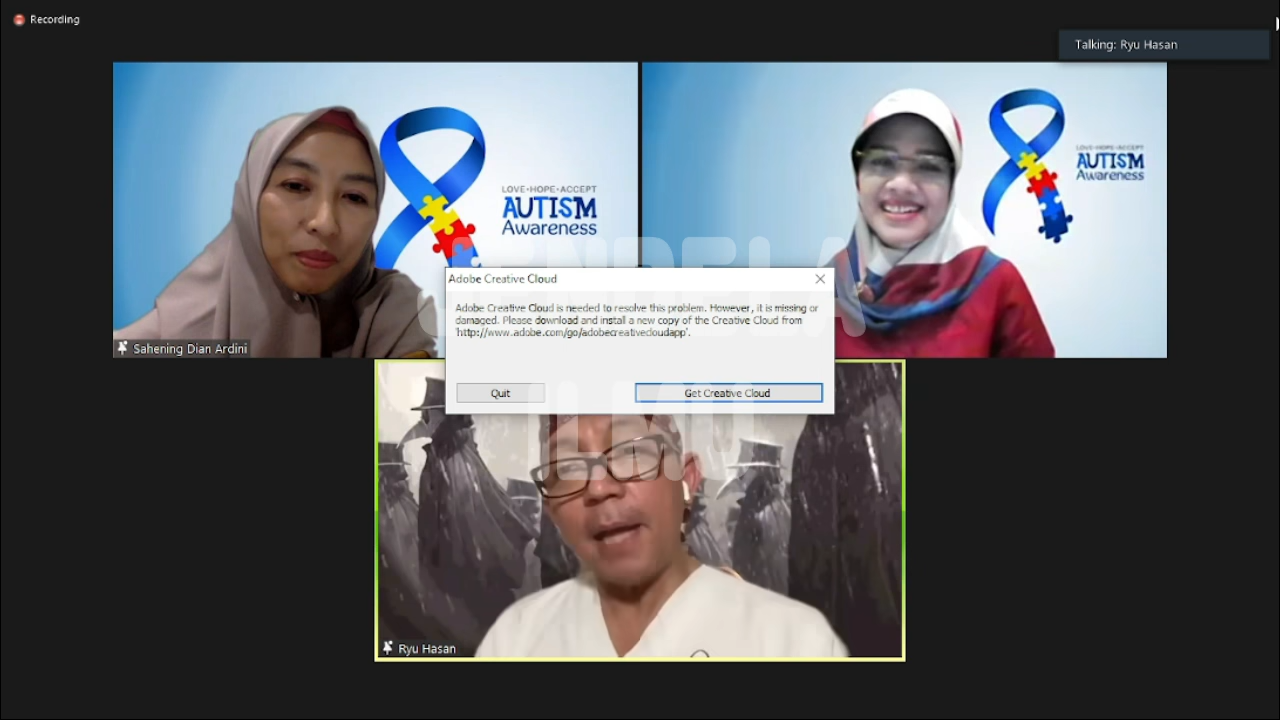 Recording
Talking: Ryu Hasan
LOVE•HOPE•ACCEPT
AUTISM
Awareness
LOVE•HOPE•ACCEPT
AUTISM
Awareness
JENDELA
Adobe Creative Cloud
Adobe Creative Cloud is needed to resolve this problem. However, it is missing or
damaged. Please download and install a new copy of the Creative Cloud from
'http://www.adobe.com/go/adobecreativecloudapp'.
Sahening Dian Ardini
Quit
Get Creative Cloud
ILMU
Ryu Hasan